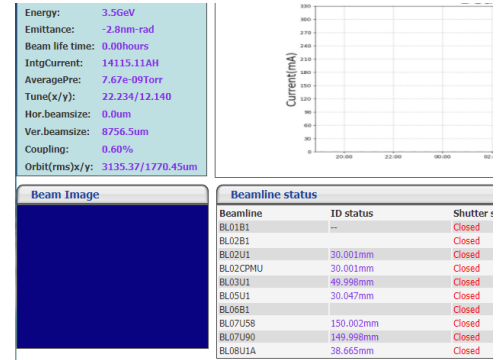 Energy: 3.5GeV
Emittance: -2.8nm-rad
Beam life time: 0.00hours
IntgCurrent: 14115.11AH
AveragePre: 7.67e-09Torr
Tune(x/y): 22.234/12.140
Hor.beamsize: 0.0um
Ver.beamsize: 8756.5um
Coupling: 0.60%
Orbit(rms)x/y: 3135.37/1770.45um
Current(mA)
330
300
270
240
210
180
150
120
90
60
30
0
20:00 22:00 00:00 02
Beam Image
Beamline status
Beamline ID status Shutter s
BL01B1 -- Closed
BL02B1 Closed
BL02U1 30.001mm Closed
BL02CPMU 30.001mm Closed
BL03U1 49.998mm Closed
BL05U1 30.047mm Closed
BL06B1 Closed
BL07U58 150.002mm Closed
BL07U90 149.998mm Closed
BL08U1A 38.665mm Closed